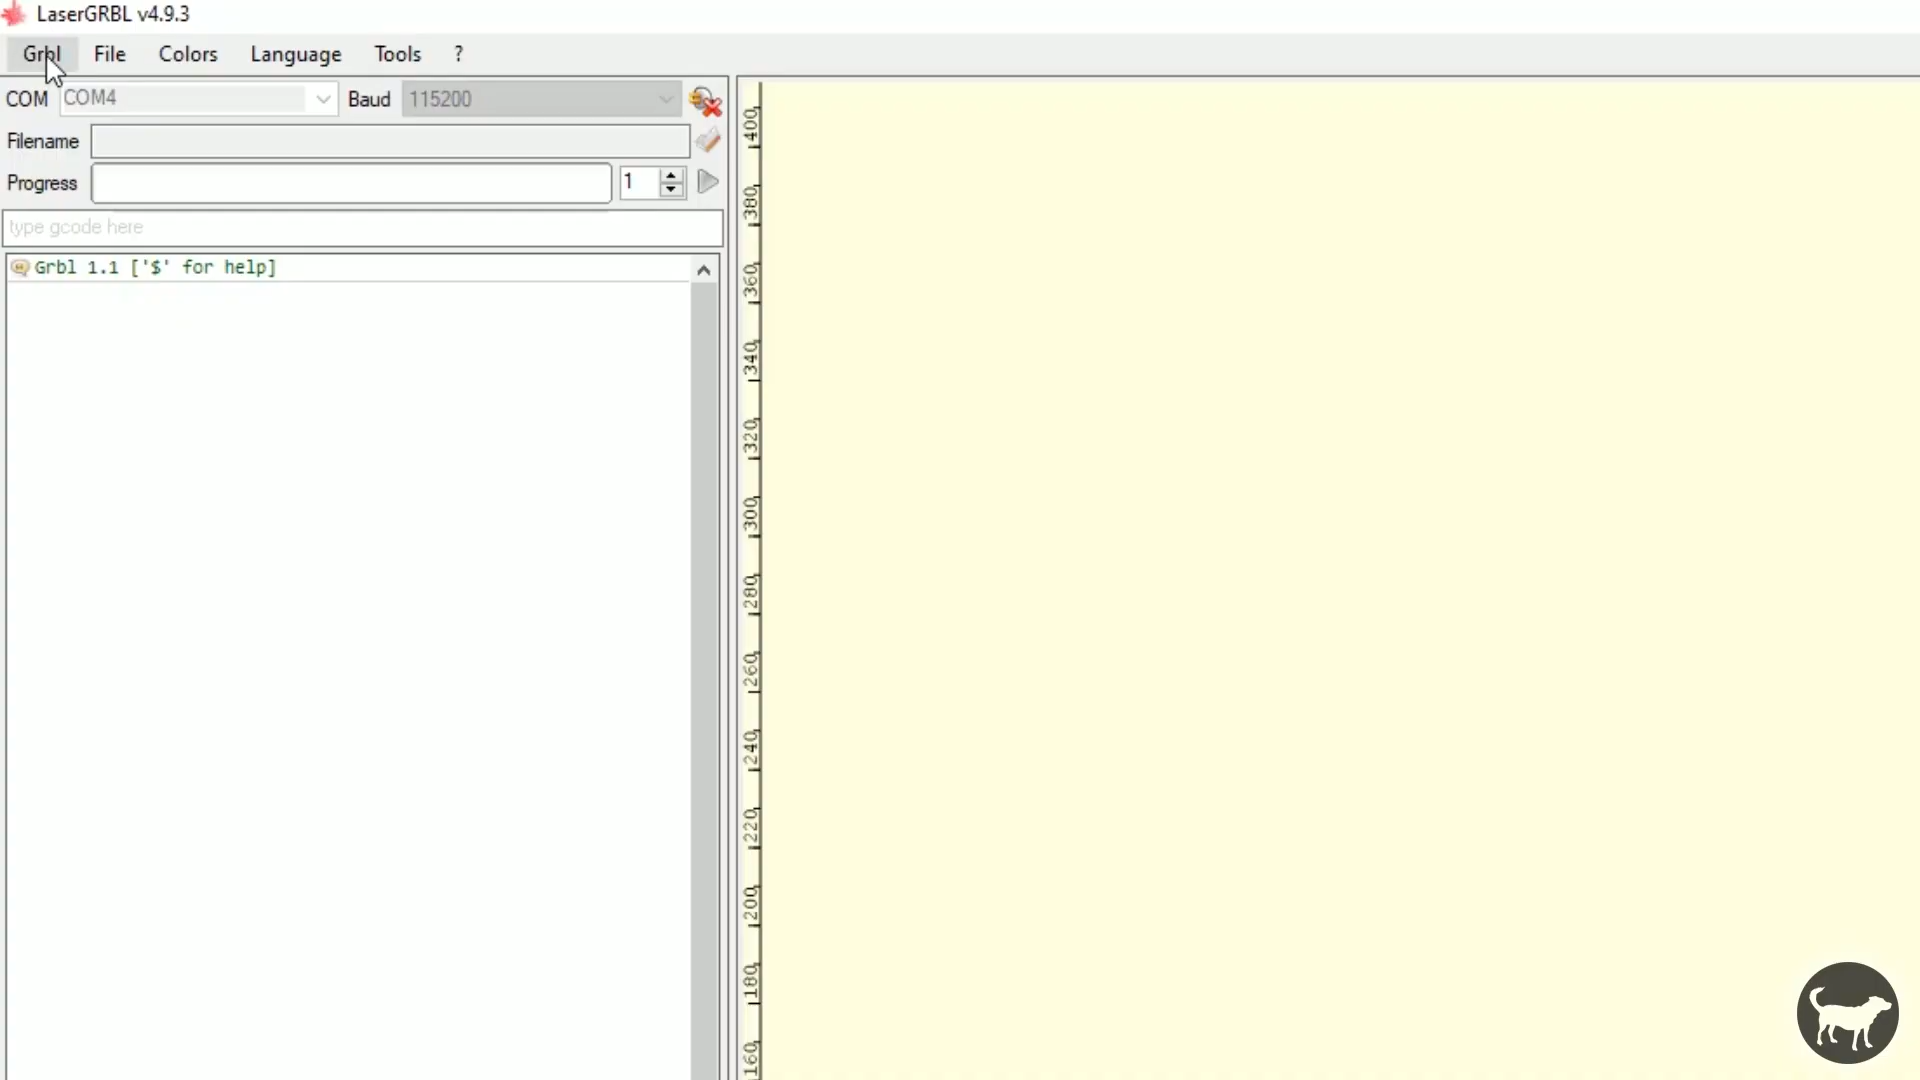 LaserGRBL v4.9.3
Grbl File Colors Language Tools ?
COM COM4 Baud 115200
Filename
Progress 1
type gcode here
Grbl 1.1 ['$' for help]
400
380
360
340
320
300
280
260
240
220
200
180
160